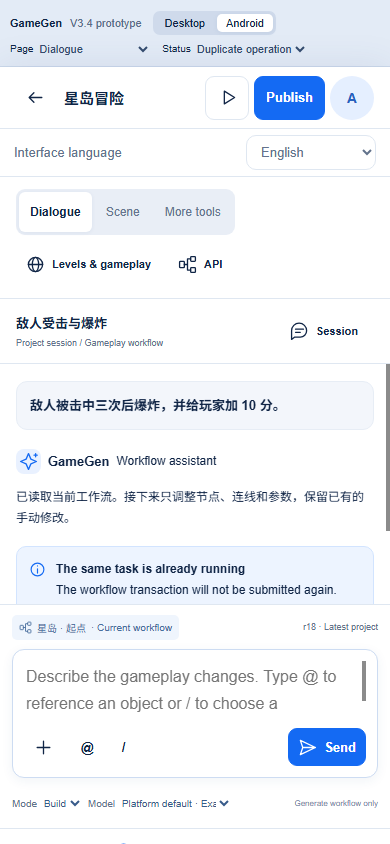 GameGen V3.4 prototype Desktop Android
Page Dialogue Status Duplicate operation
星岛冒险 Publish A
Interface language English
Dialogue Scene More tools
Levels & gameplay API
敌人受击与爆炸
Project session / Gameplay workflow
Session
敌人被击中三次后爆炸，并给玩家加 10 分。
GameGen Workflow assistant
已读取当前工作流。接下来只调整节点、连线和参数，保留已有的
手动修改。
The same task is already running
The workflow transaction will not be submitted again.
星岛 · 起点 · Current workflow r18 · Latest project
Describe the gameplay changes. Type @ to
reference an object or / to choose a
@ / Send
Mode Build Model Platform default · Exa Generate workflow only